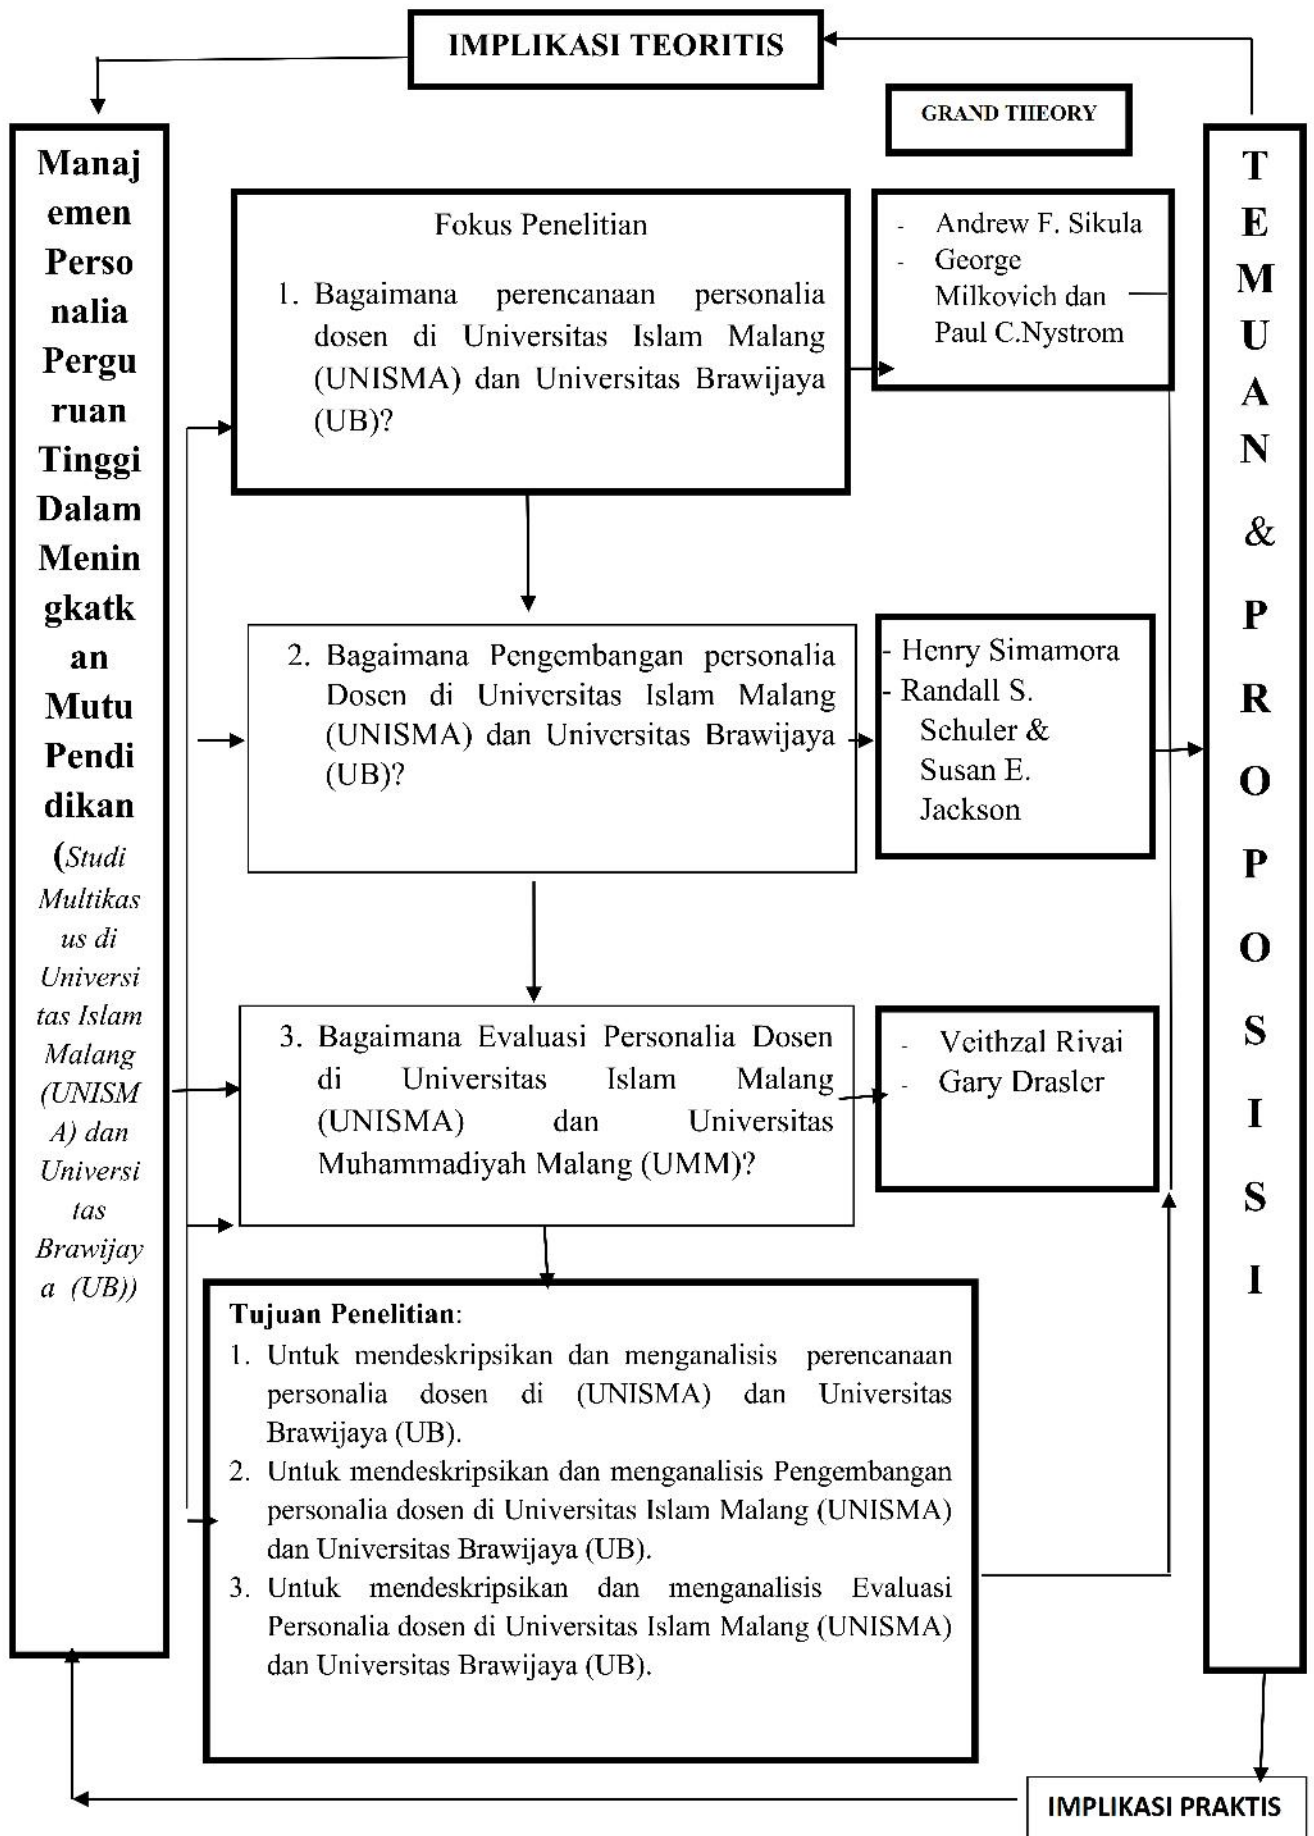 IMPLIKASI TEORITIS
GRAND THEORY
Manaj
emen
Perso
nalia
Pergu
ruan
Tinggi
Dalam
Menin
gkatk
an
Mutu
Pendi
dikan
(Studi
Multikas
us di
Universi
tas Islam
Malang
(UNISM
A) dan
Universi
tas
Brawijay
a (UB))
Fokus Penelitian
1. Bagaimana perencanaan personalia
dosen di Universitas Islam Malang
(UNISMA) dan Universitas Brawijaya
(UB)?
- Andrew F. Sikula
- George
Milkovich dan
Paul C.Nystrom
2. Bagaimana Pengembangan personalia
Dosen di Universitas Islam Malang
(UNISMA) dan Universitas Brawijaya
(UB)?
- Henry Simamora
- Randall S.
Schuler &
Susan E.
Jackson
3. Bagaimana Evaluasi Personalia Dosen
di Universitas Islam Malang
(UNISMA) dan Universitas
Muhammadiyah Malang (UMM)?
- Veithzal Rivai
- Gary Drasler
Tujuan Penelitian:
1. Untuk mendeskripsikan dan menganalisis perencanaan
personalia dosen di (UNISMA) dan Universitas
Brawijaya (UB).
2. Untuk mendeskripsikan dan menganalisis Pengembangan
personalia dosen di Universitas Islam Malang (UNISMA)
dan Universitas Brawijaya (UB).
3. Untuk mendeskripsikan dan menganalisis Evaluasi
Personalia dosen di Universitas Islam Malang (UNISMA)
dan Universitas Brawijaya (UB).
T
E
M
U
A
N
&
P
R
O
P
O
S
I
S
I
IMPLIKASI PRAKTIS